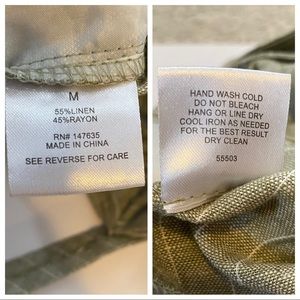 M
55%LINEN
45%RAYON
RN# 147635
MADE IN CHINA
SEE REVERSE FOR CARE
HAND WASH COLD
DO NOT BLEACH
HANG OR LINE DRY
COOL IRON AS NEEDED
FOR THE BEST RESULT
DRY CLEAN
55503